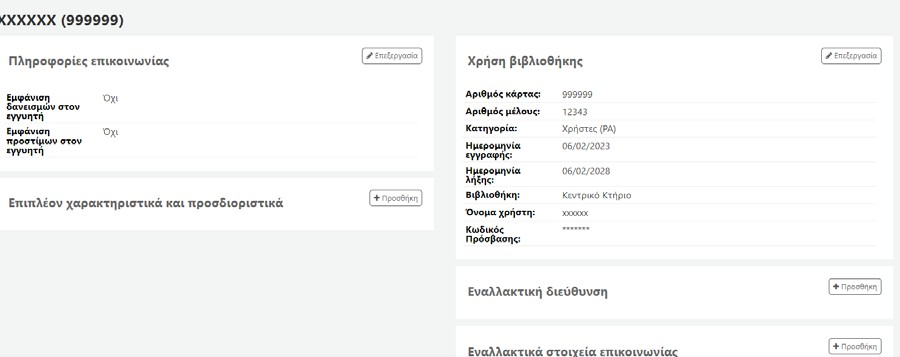 XXXXXX (999999)
Πληροφορίες επικοινωνίας
Επεξεργασία
Εμφάνιση
δανεισμών στον
εγγυητή
Όχι
Εμφάνιση
προστίμων στον
εγγυητή
Όχι
Επιπλέον χαρακτηριστικά και προσδιοριστικά
Προσθήκη
Χρήση βιβλιοθήκης
Επεξεργασία
Αριθμός κάρτας: 999999
Αριθμός μέλους: 12343
Κατηγορία: Χρήστες (PA)
Ημερομηνία
εγγραφής:
06/02/2023
Ημερομηνία
λήξης:
06/02/2028
Βιβλιοθήκη: Κεντρικό Κτήριο
Όνομα χρήστη: xxxxxx
Κωδικός
Πρόσβασης:
*******
Εναλλακτική διεύθυνση
Προσθήκη
Εναλλακτικά στοιχεία επικοινωνίας
Προσθήκη